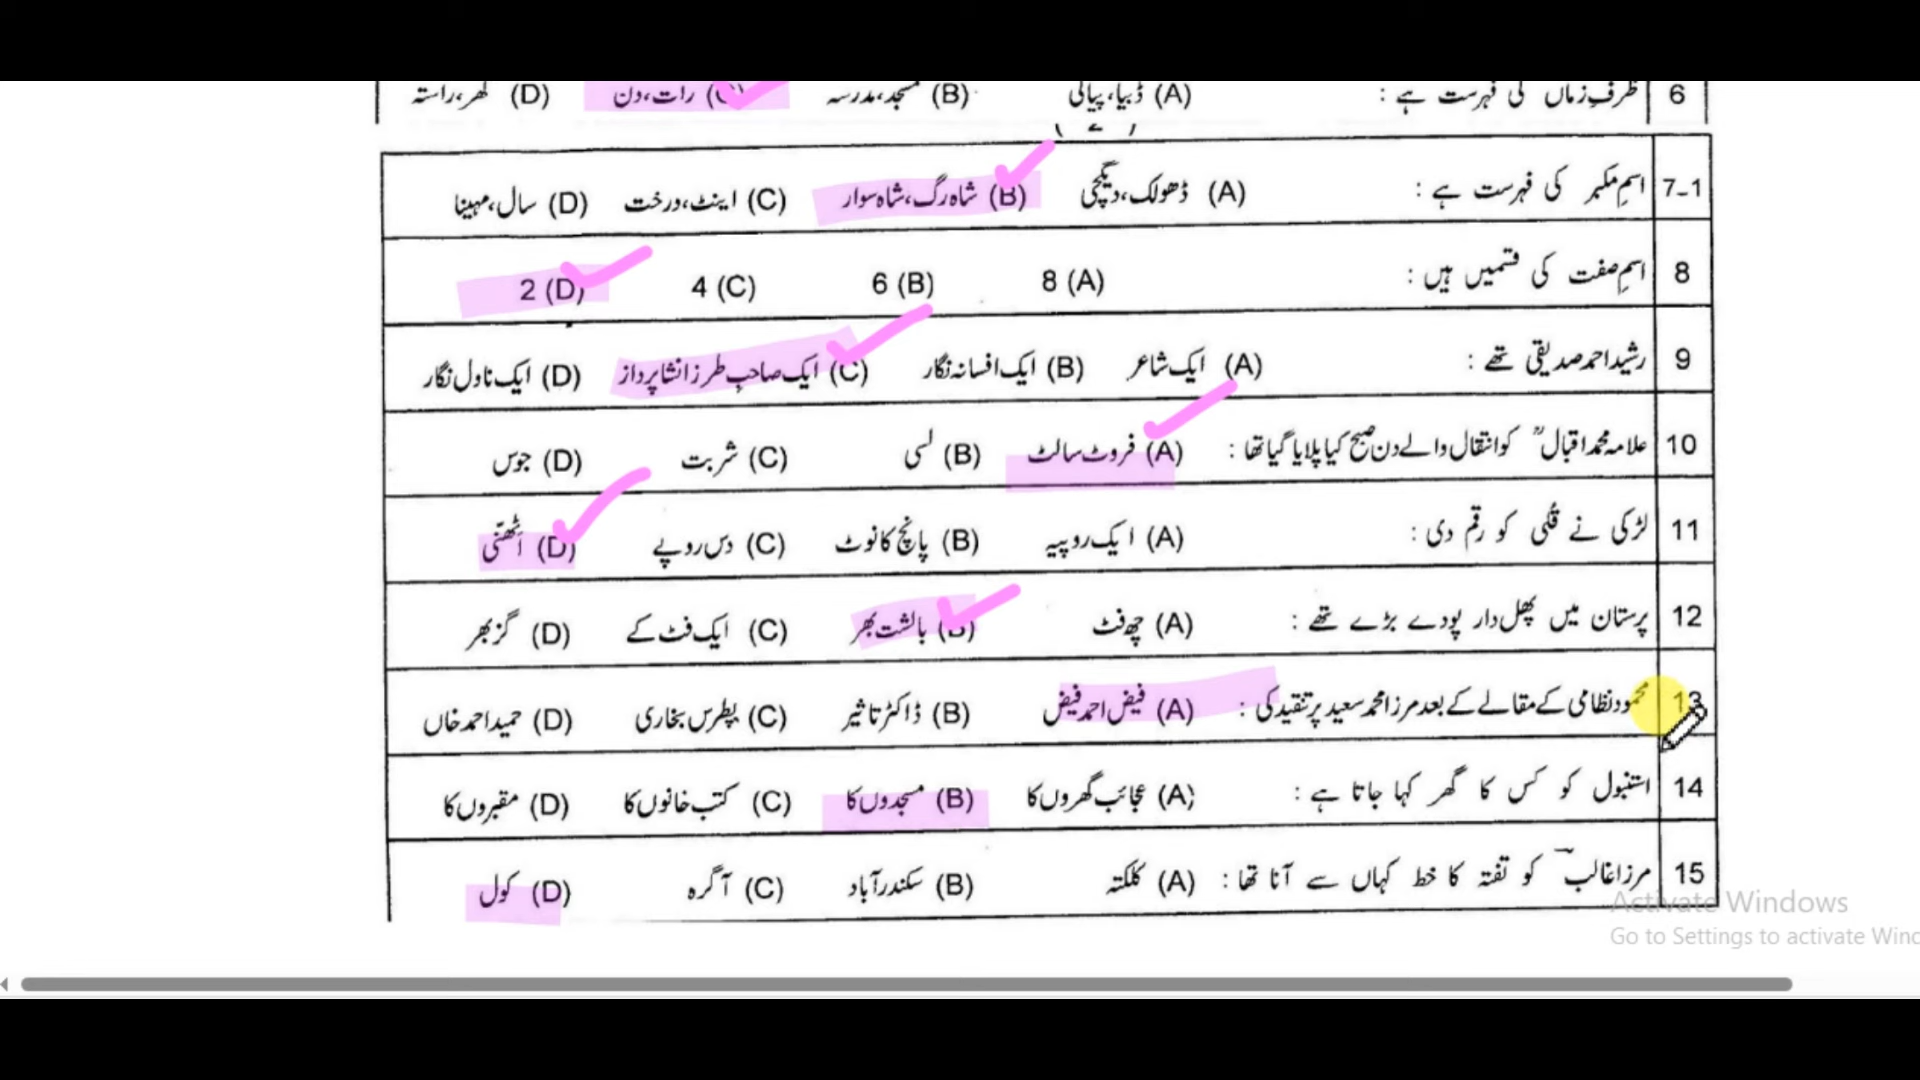 6 ظرفِ زماں کی فہرست ہے : (A) ڈبیا، پیالی (B) مسجد، مدرسہ (C) رات، دن (D) گھر، راستہ
7-1 اسمِ مکبر کی فہرست ہے : (A) ڈھولک، دیگچی (B) شاہ رگ، شاہ سوار (C) اینٹ، درخت (D) سال، مہینا
8 اسمِ صفت کی قسمیں ہیں : (A) 8 (B) 6 (C) 4 (D) 2
9 رشید احمد صدیقی تھے : (A) ایک شاعر (B) ایک افسانہ نگار (C) ایک صاحبِ طرز انشا پرداز (D) ایک ناول نگار
10 علامہ محمد اقبالؒ کو انتقال والے دن صبح کیا پلایا گیا تھا : (A) فروٹ سالٹ (B) لسی (C) شربت (D) جوس
11 لڑکی نے قُلی کو رقم دی : (A) ایک روپیہ (B) پانچ کا نوٹ (C) دس روپے (D) اَٹھنّی
12 پرستان میں پھل دار پودے بڑے تھے : (A) چھ فٹ (B) بالشت بھر (C) ایک فٹ کے (D) گز بھر
13 محمود نظامی کے مقالے کے بعد مرزا محمد سعید پر تنقید کی : (A) فیض احمد فیض (B) ڈاکٹر تاثیر (C) پطرس بخاری (D) حمید احمد خاں
14 استنبول کو کس کا گھر کہا جاتا ہے : (A) عجائب گھروں کا (B) مسجدوں کا (C) کتب خانوں کا (D) مقبروں کا
15 مرزا غالبؔ کو تفتہ کا خط کہاں سے آنا تھا : (A) کلکتہ (B) سکندر آباد (C) آگرہ (D) کول
Activate Windows
Go to Settings to activate Wind